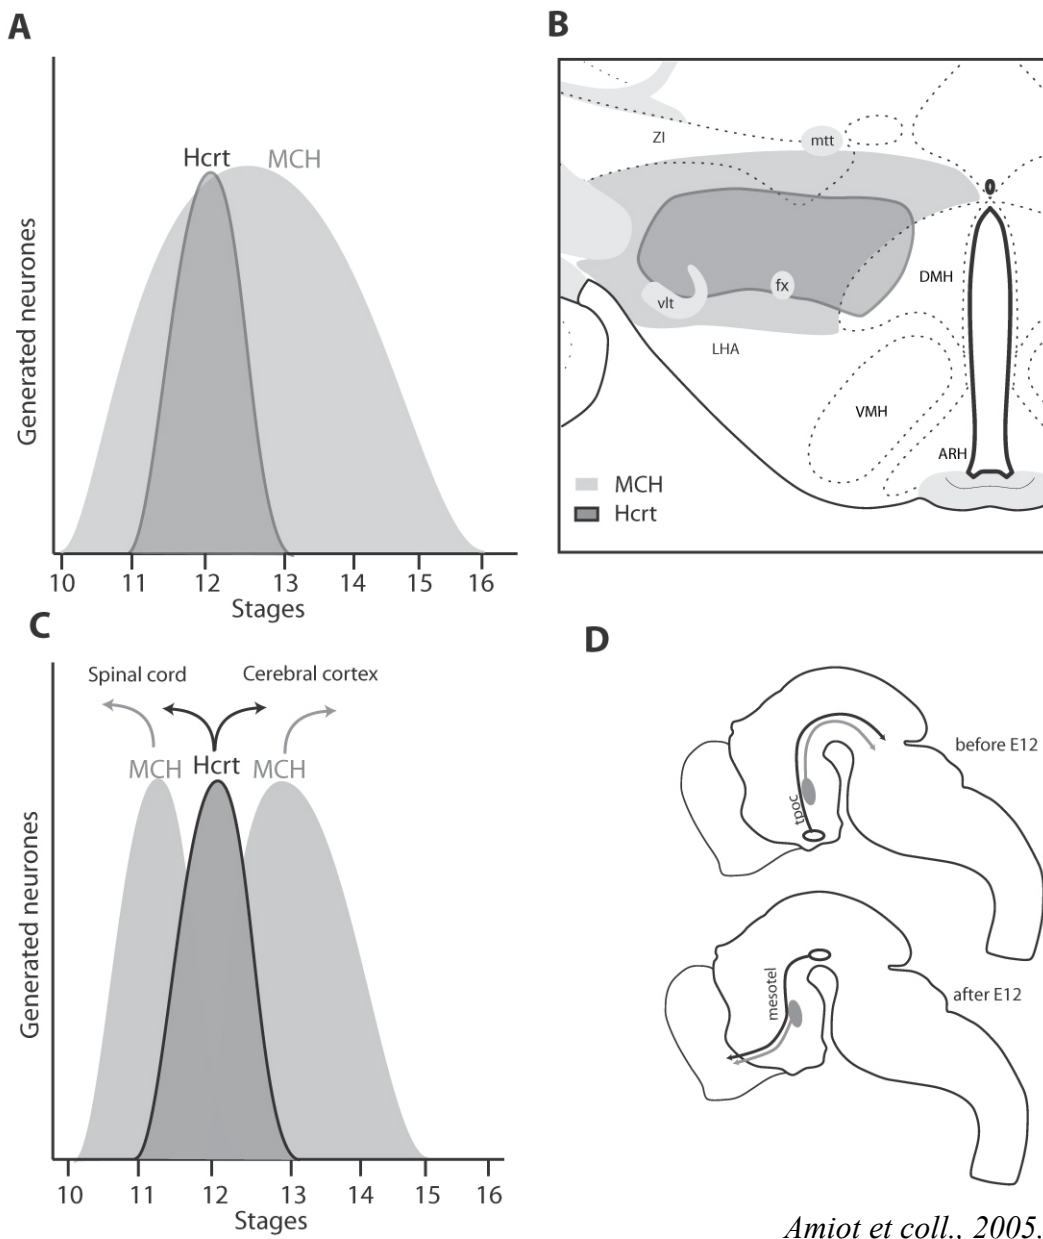 A
Hcrt MCH
Generated neurones
10 11 12 13 14 15 16
Stages
B
ZI
mtt
DMH
fx
vlt
LHA
VMH
ARH
MCH
Hcrt
C
Spinal cord Cerebral cortex
MCH Hcrt MCH
Generated neurones
10 11 12 13 14 15 16
Stages
D
before E12
tpoc
after E12
mesotel
Amiot et coll., 2005.